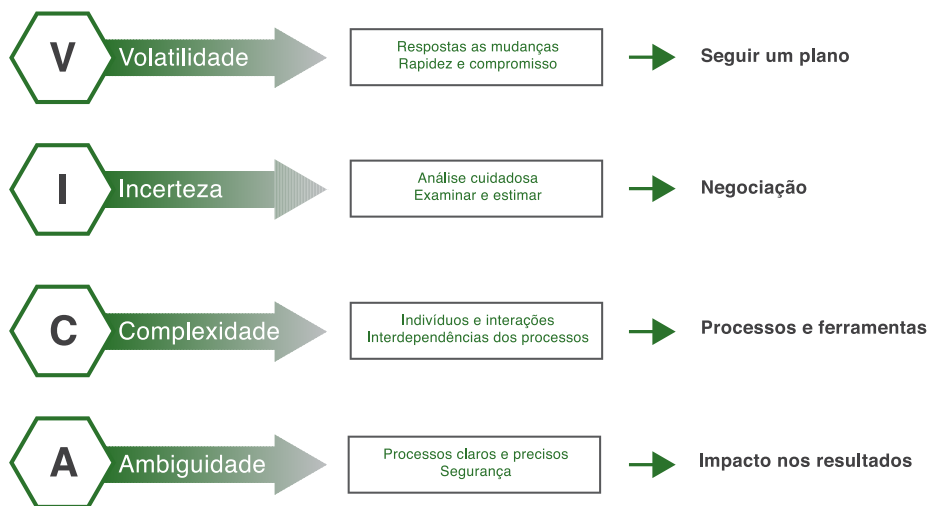 V
Volatilidade
Respostas as mudanças
Rapidez e compromisso
Seguir um plano
I
Incerteza
Análise cuidadosa
Examinar e estimar
Negociação
C
Complexidade
Indivíduos e interações
Interdependências dos processos
Processos e ferramentas
A
Ambiguidade
Processos claros e precisos
Segurança
Impacto nos resultados